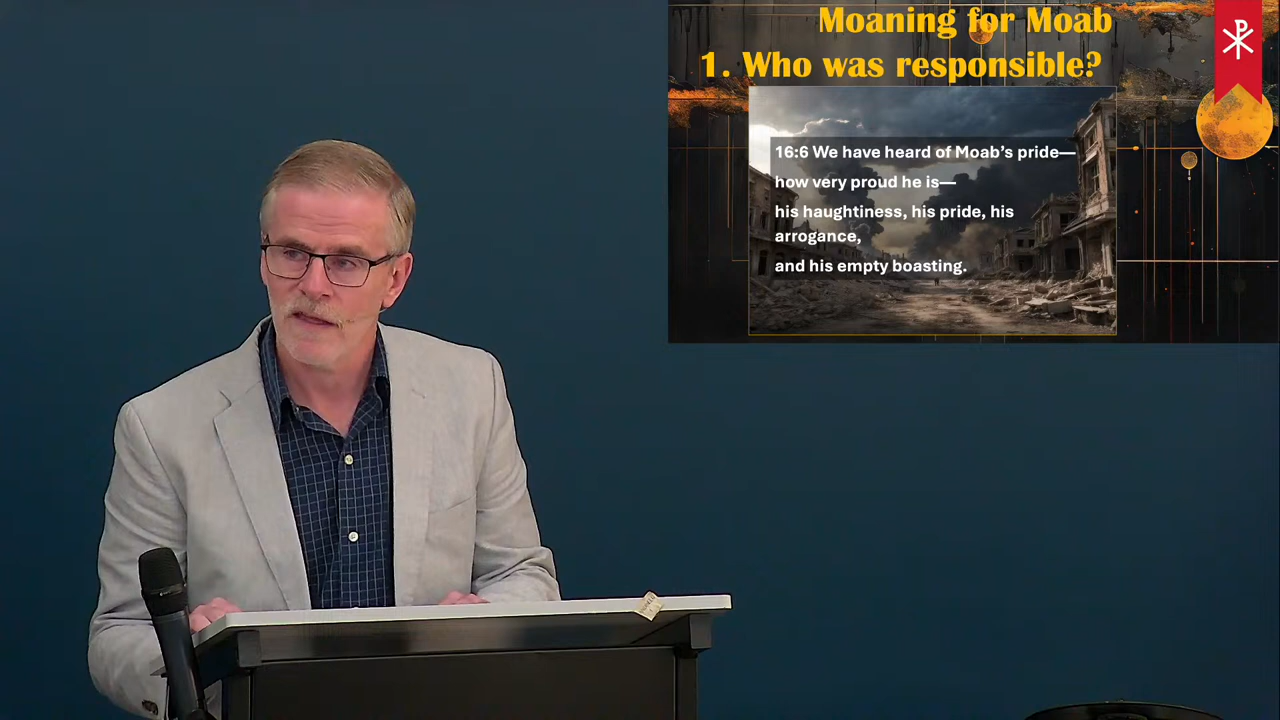 Moaning for Moab
1. Who was responsible?
16:6 We have heard of Moab’s pride—
how very proud he is—
his haughtiness, his pride, his
arrogance,
and his empty boasting.